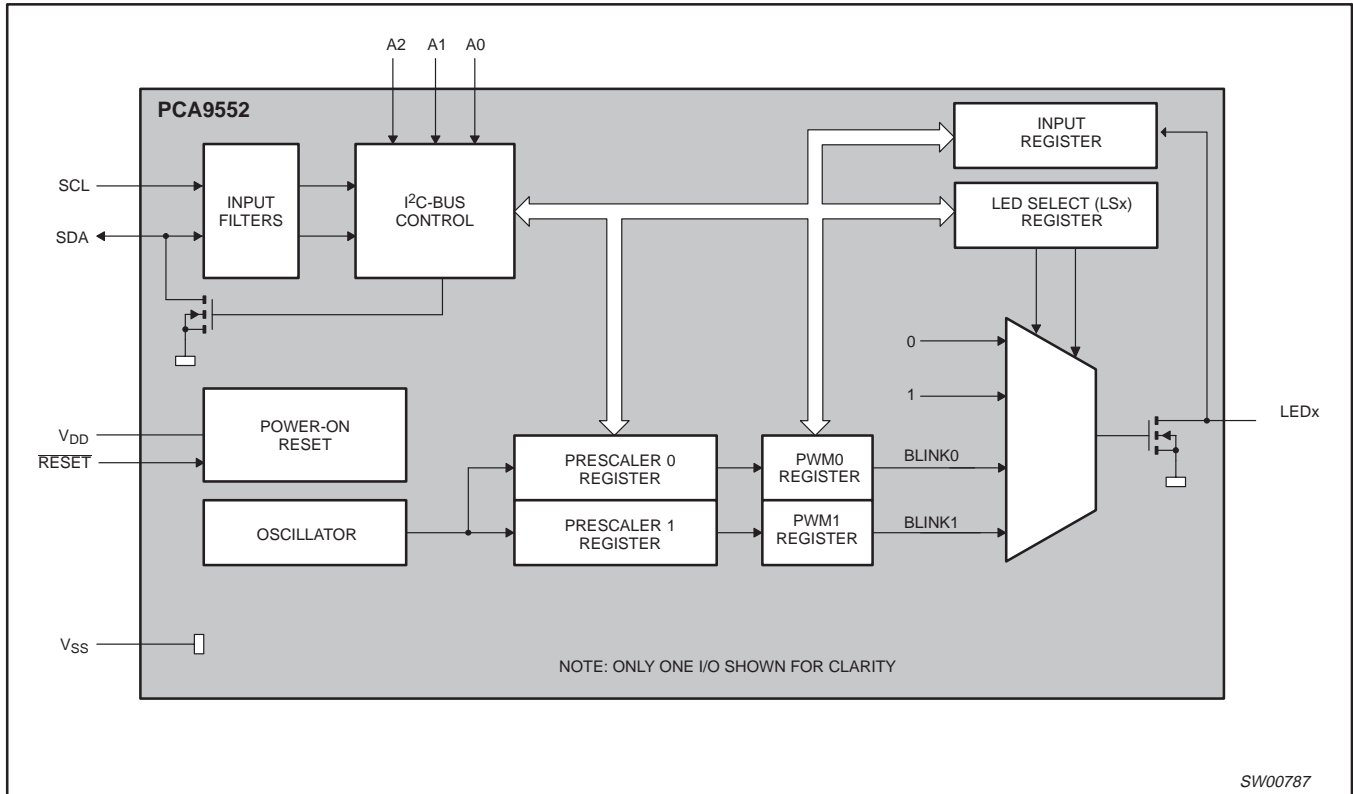 A2 A1 A0
PCA9552
INPUT
REGISTER
SCL
SDA
INPUT
FILTERS
I²C-BUS
CONTROL
LED SELECT (LSx)
REGISTER
0
1
LEDx
VDD
RESET
POWER-ON
RESET
PRESCALER 0
REGISTER
PWM0
REGISTER
BLINK0
OSCILLATOR
PRESCALER 1
REGISTER
PWM1
REGISTER
BLINK1
VSS
NOTE: ONLY ONE I/O SHOWN FOR CLARITY
SW00787